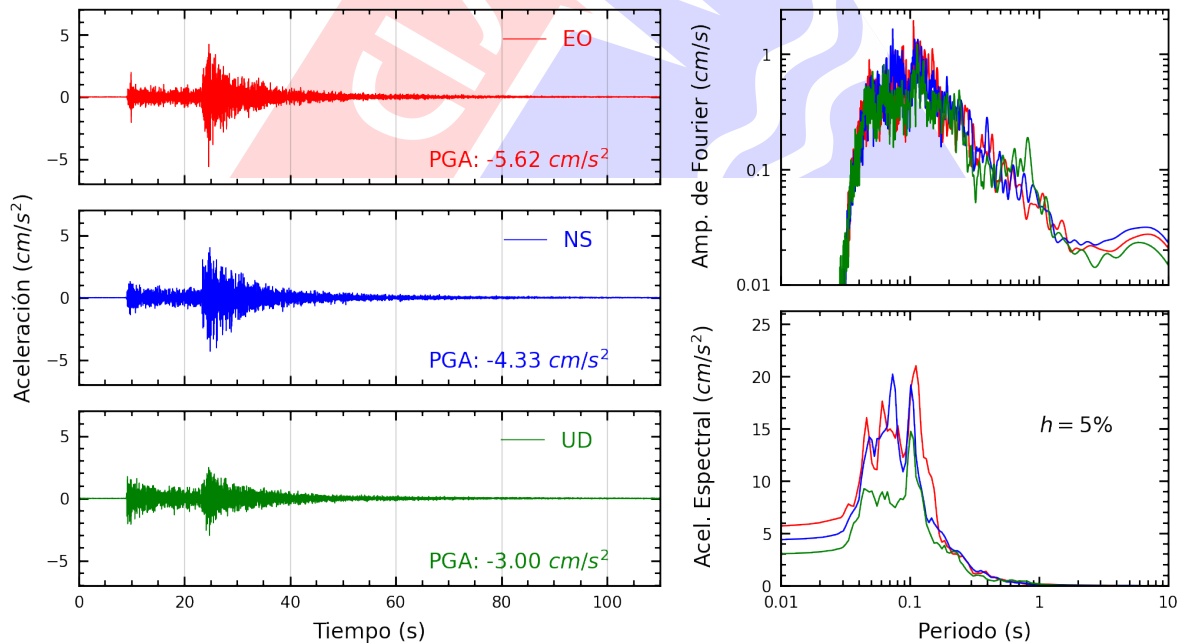 Aceleración (cm/s²)
5
0
−5
EO
PGA: -5.62 cm/s²
5
0
−5
NS
PGA: -4.33 cm/s²
5
0
−5
UD
PGA: -3.00 cm/s²
0 20 40 60 80 100
Tiempo (s)
Amp. de Fourier (cm/s)
1
0.1
0.01
Acel. Espectral (cm/s²)
25
20
15
10
5
0
h = 5%
0.01 0.1 1 10
Periodo (s)